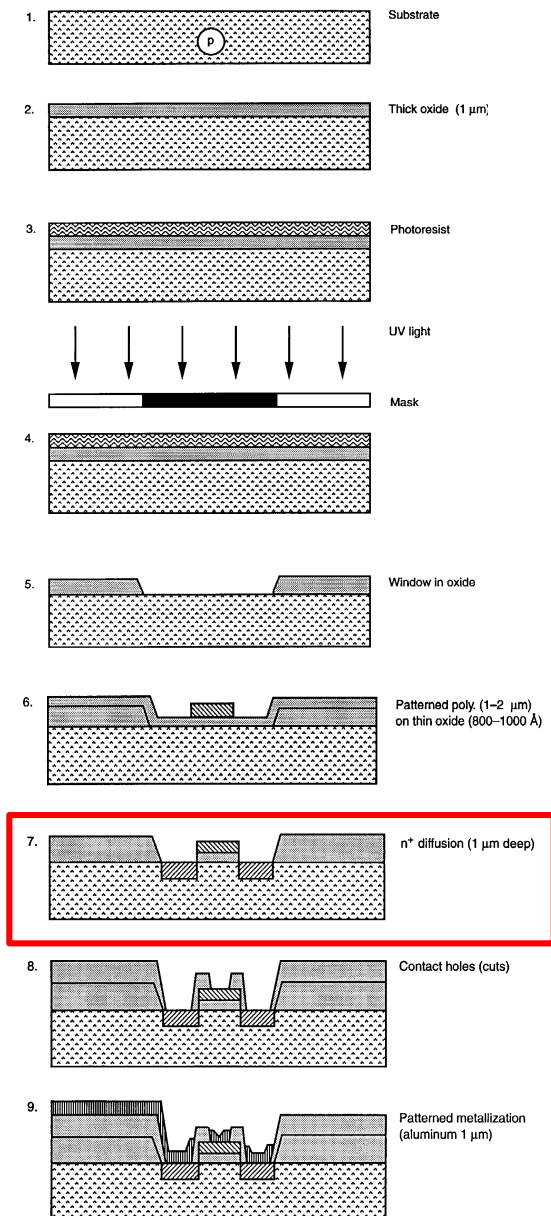 1.
Substrate
p
2.
Thick oxide (1 μm)
3.
Photoresist
UV light
Mask
4.
5.
Window in oxide
6.
Patterned poly. (1–2 μm)
on thin oxide (800–1000 Å)
7.
n⁺ diffusion (1 μm deep)
8.
Contact holes (cuts)
9.
Patterned metallization
(aluminum 1 μm)